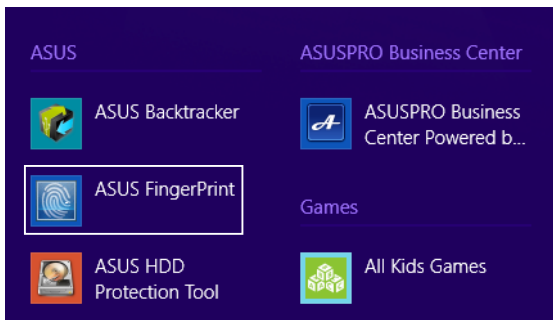 ASUS
ASUS Backtracker
ASUS FingerPrint
ASUS HDD
Protection Tool
ASUSPRO Business Center
ASUSPRO Business
Center Powered b...
Games
All Kids Games